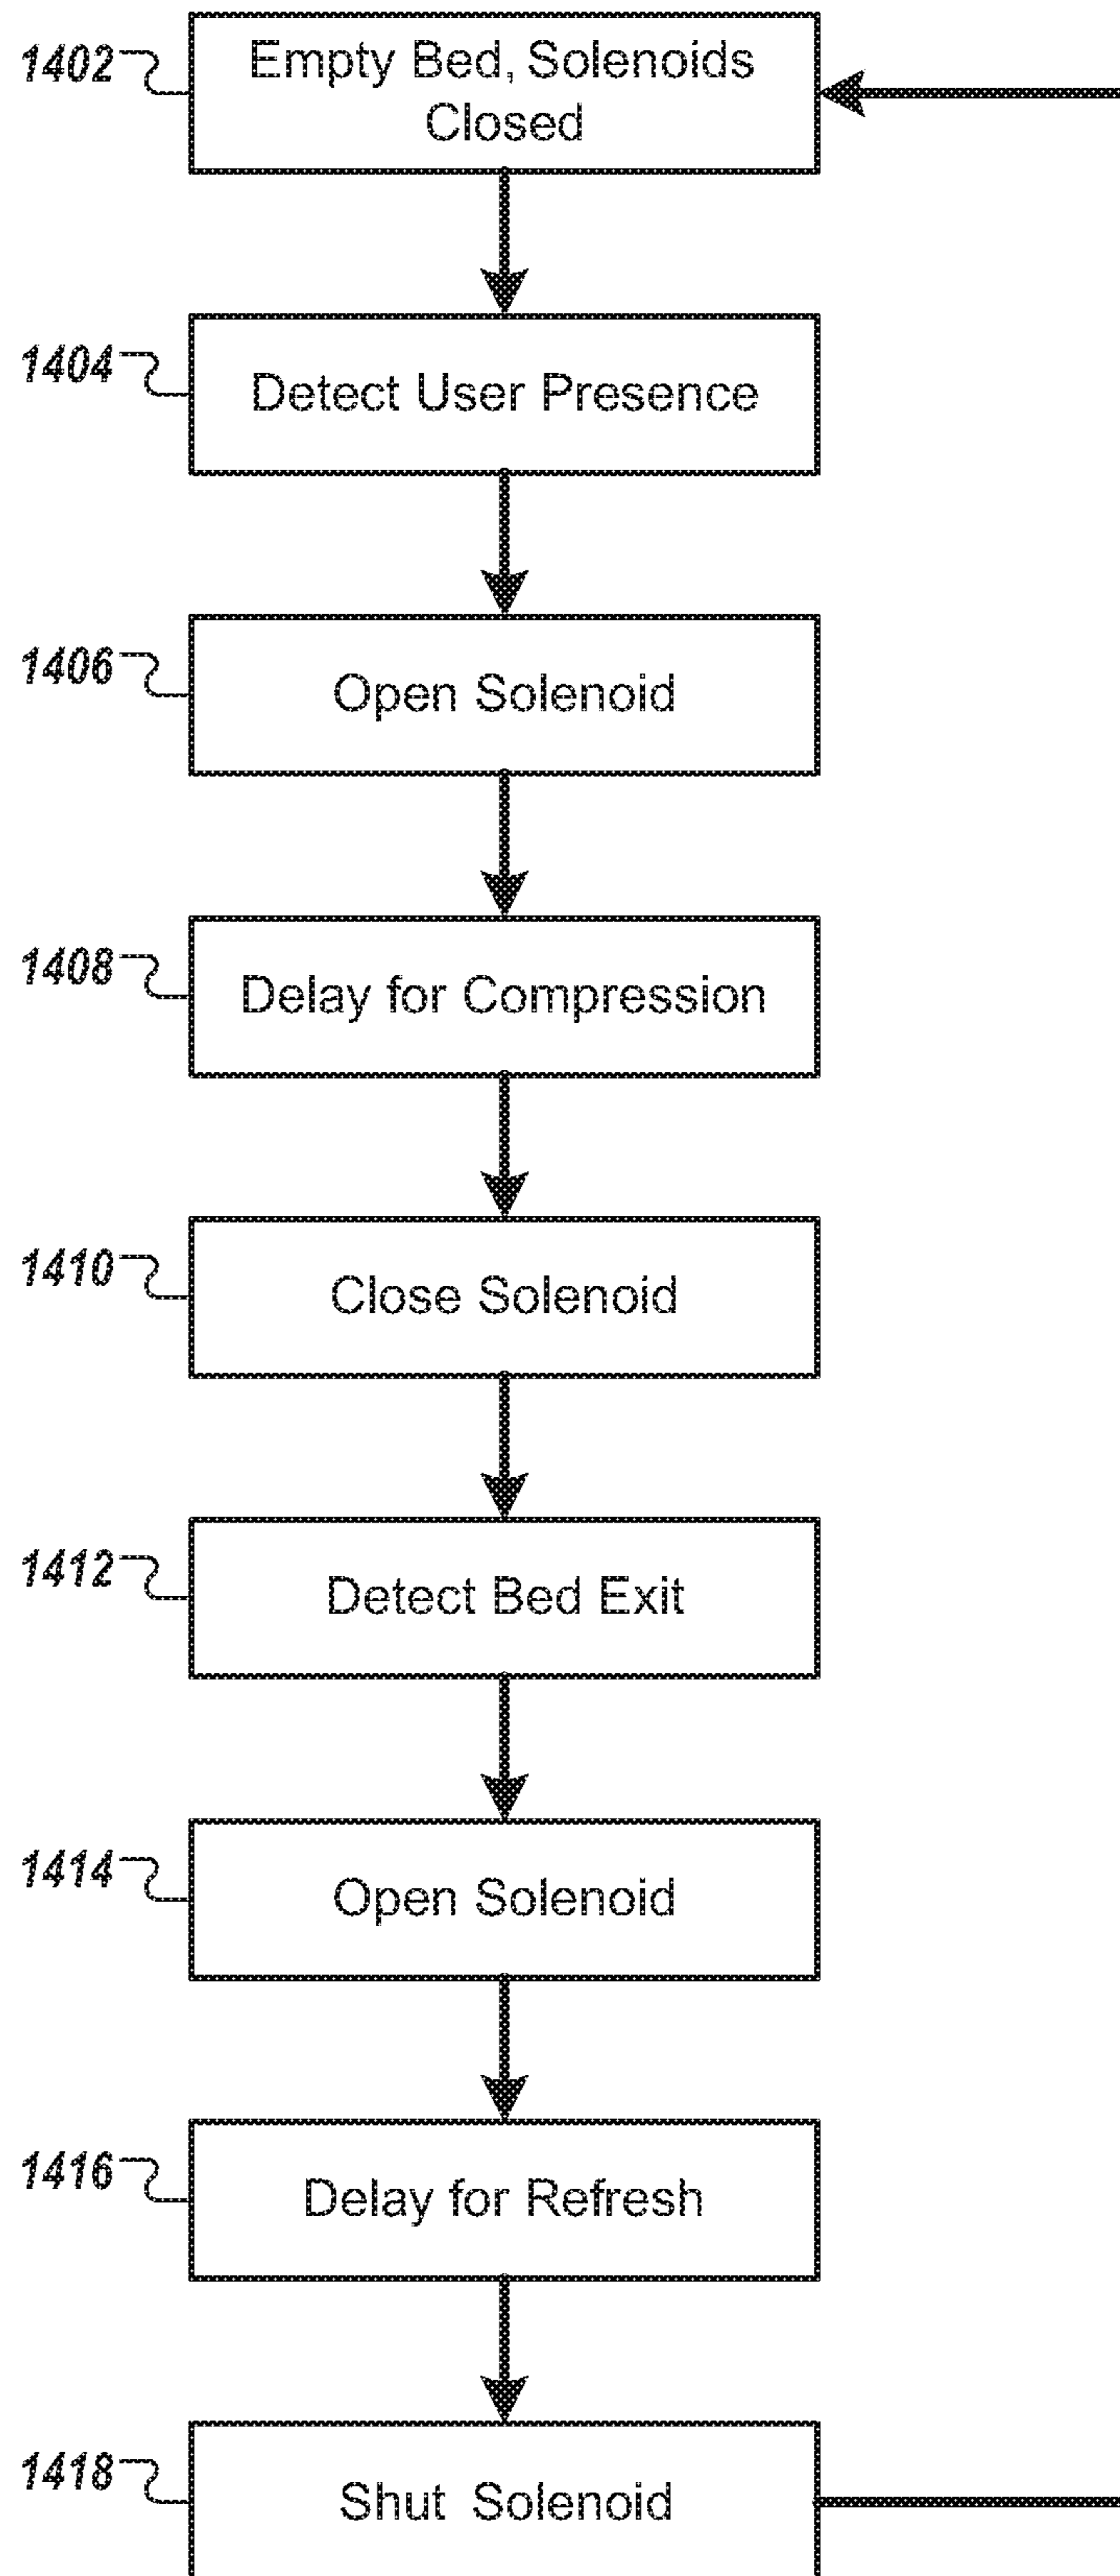 1402
Empty Bed, Solenoids
Closed
1404
Detect User Presence
1406
Open Solenoid
1408
Delay for Compression
1410
Close Solenoid
1412
Detect Bed Exit
1414
Open Solenoid
1416
Delay for Refresh
1418
Shut Solenoid